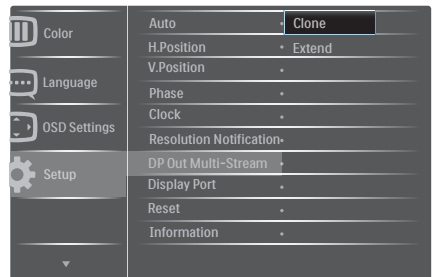 Color
Language
OSD Settings
Setup
Auto
H.Position
V.Position
Phase
Clock
Resolution Notification
DP Out Multi-Stream
Display Port
Reset
Information
Clone
Extend